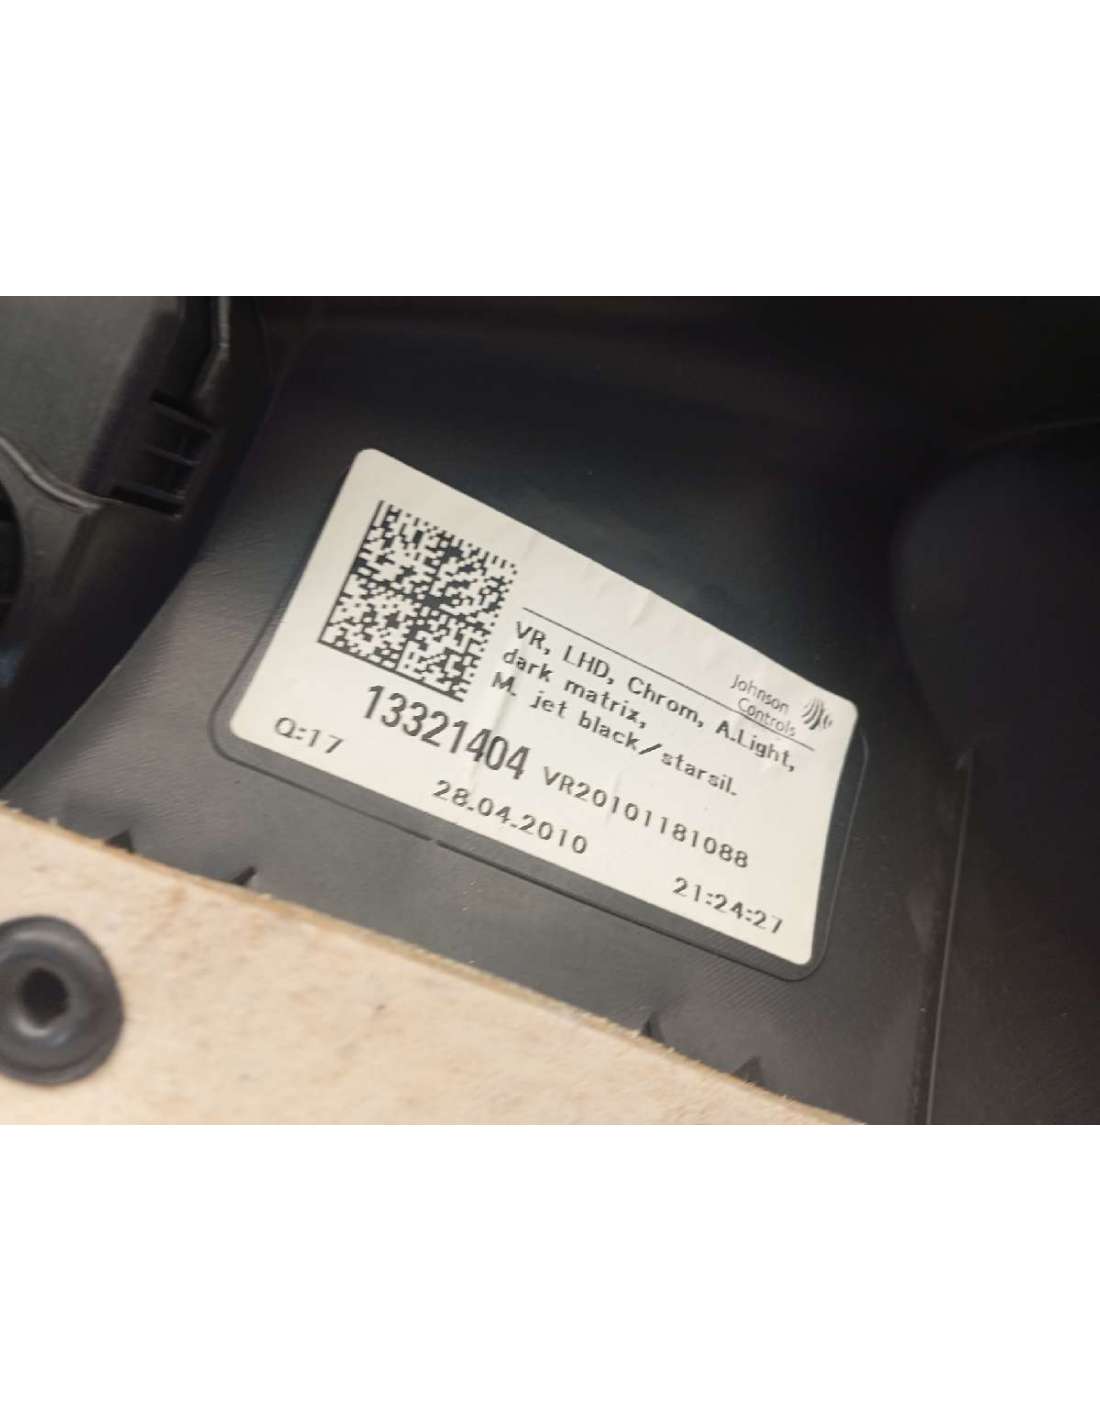 Johnson
Controls
VR, LHD, Chrom, A.Light,
dark matrix,
M. jet black/starsil.
13321404 VR20101181088
Q:17 28.04.2010 21:24:27